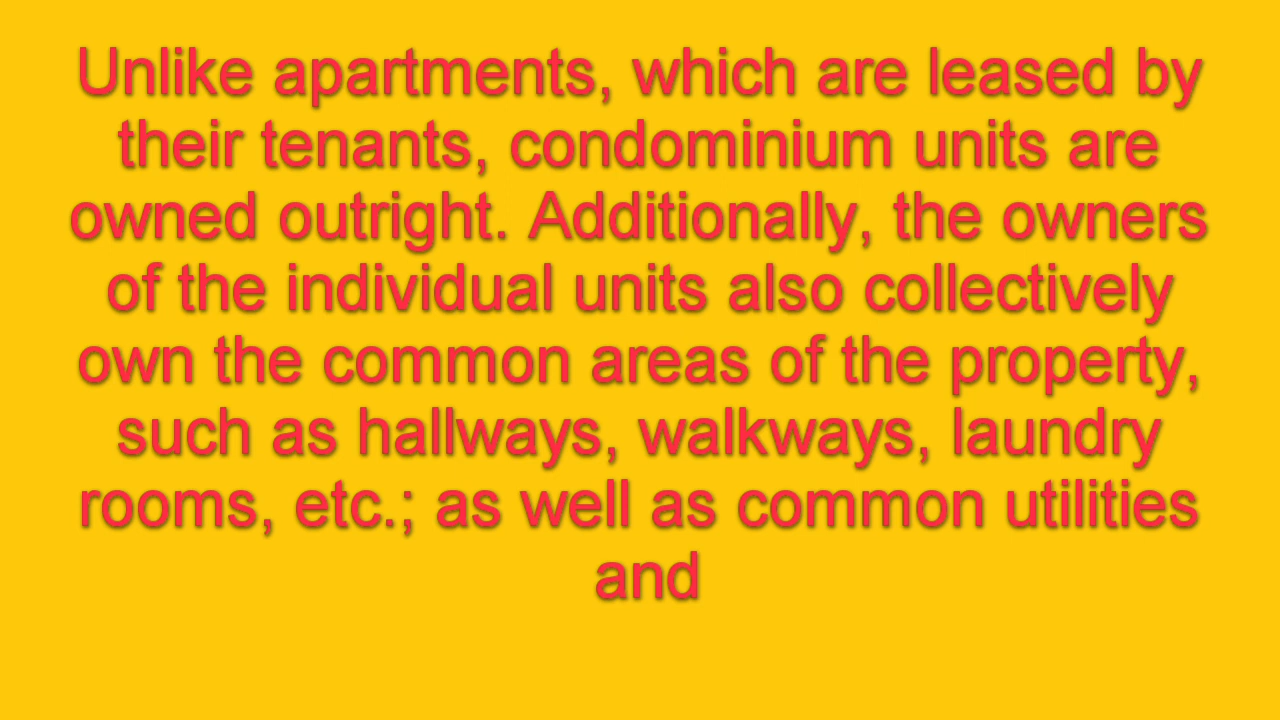 Unlike apartments, which are leased by
their tenants, condominium units are
owned outright. Additionally, the owners
of the individual units also collectively
own the common areas of the property,
such as hallways, walkways, laundry
rooms, etc.; as well as common utilities
and